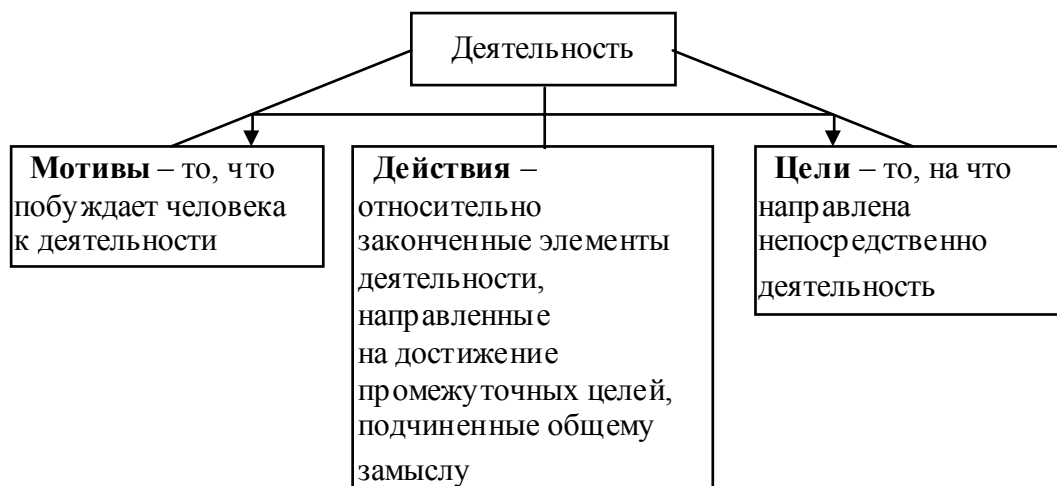 Деятельность
Мотивы – то, что
побуждает человека
к деятельности
Действия –
относительно
законченные элементы
деятельности,
направленные
на достижение
промежуточных целей,
подчиненные общему
замыслу
Цели – то, на что
направлена
непосредственно
деятельность